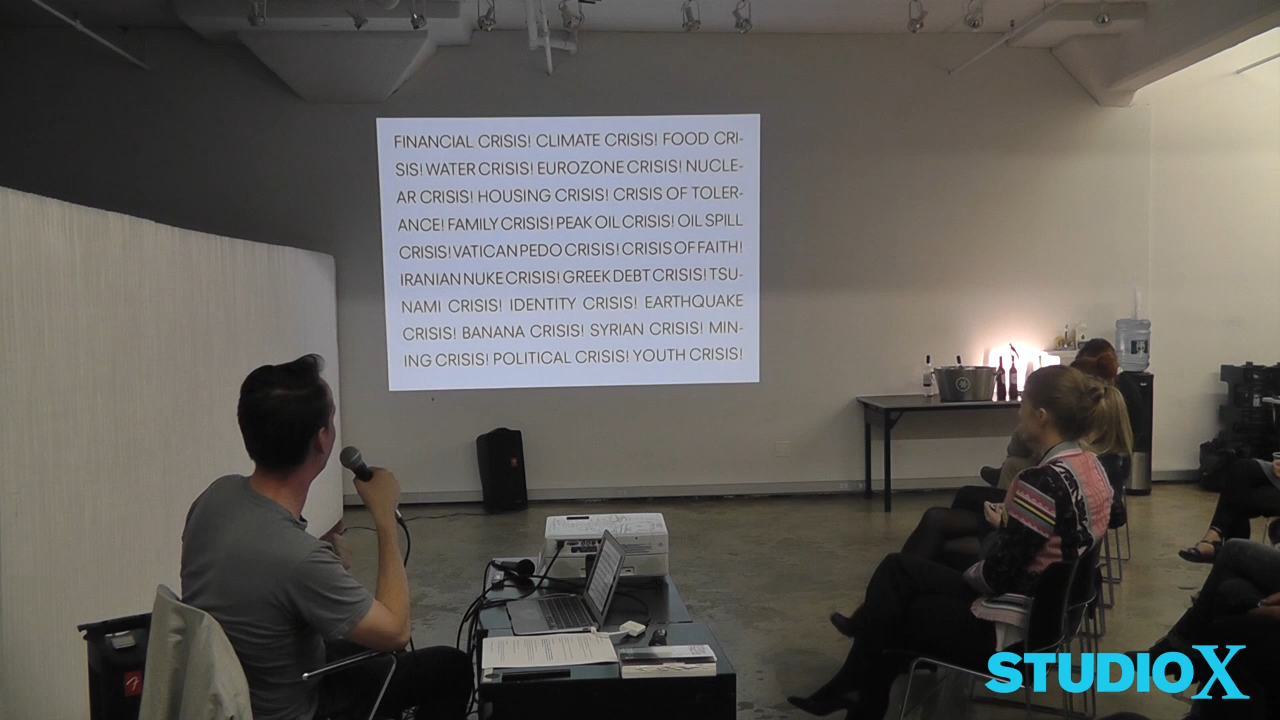 FINANCIAL CRISIS! CLIMATE CRISIS! FOOD CRI-
SIS! WATER CRISIS! EUROZONE CRISIS! NUCLE-
AR CRISIS! HOUSING CRISIS! CRISIS OF TOLER-
ANCE! FAMILY CRISIS! PEAK OIL CRISIS! OIL SPILL
CRISIS! VATICAN PEDO CRISIS! CRISIS OF FAITH!
IRANIAN NUKE CRISIS! GREEK DEBT CRISIS! TSU-
NAMI CRISIS! IDENTITY CRISIS! EARTHQUAKE
CRISIS! BANANA CRISIS! SYRIAN CRISIS! MIN-
ING CRISIS! POLITICAL CRISIS! YOUTH CRISIS!
STUDIOX